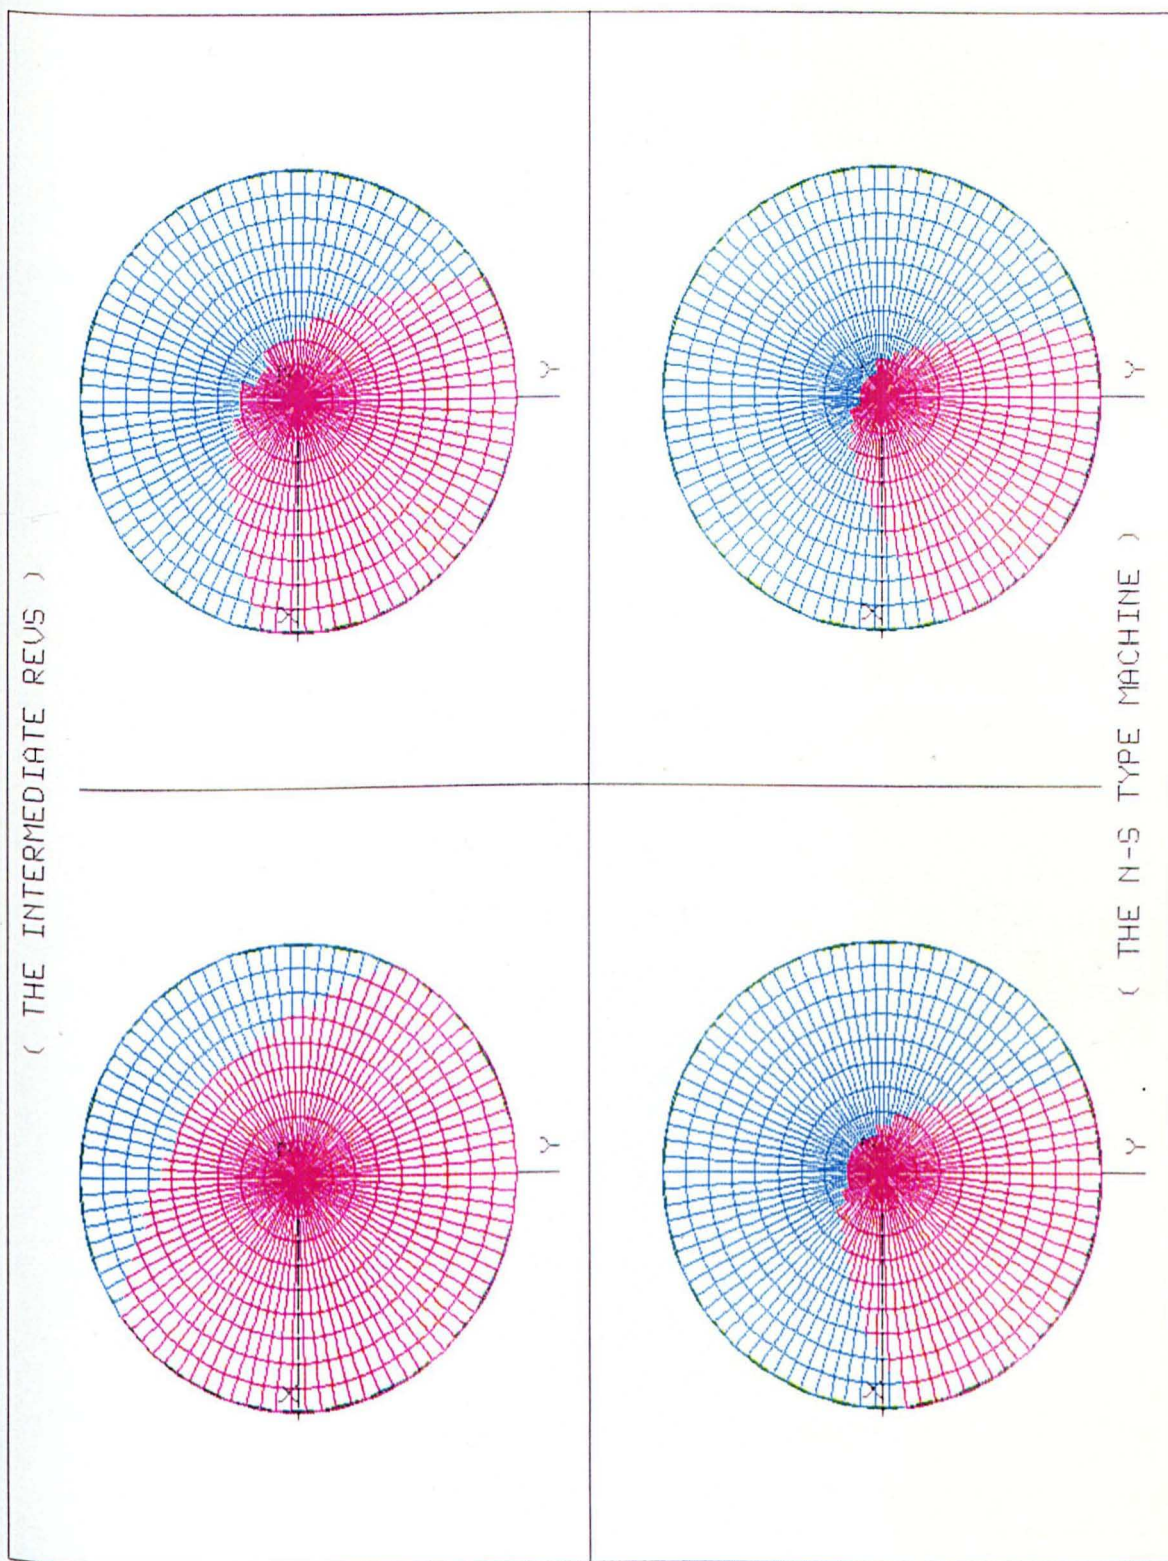 ( THE INTERMEDIATE REVS )
X
Y
X
Y
X
Y
X
Y
( THE N-S TYPE MACHINE )